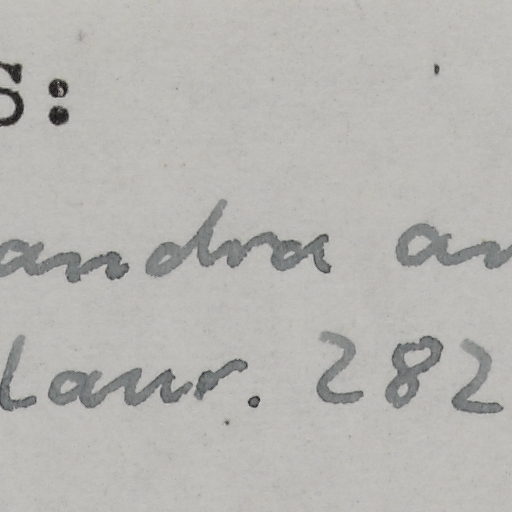 S:
andra an
laur. 282